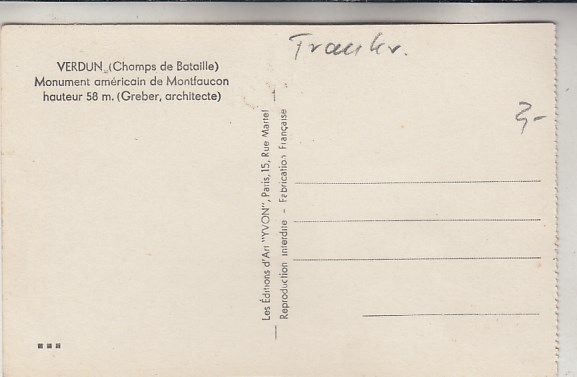 VERDUN (Champs de Bataille)
Monument américain de Montfaucon
hauteur 58 m. (Greber, architecte)
Frankr.
3,-
Les Éditions d'Art "YVON", Paris, 15, Rue Martel
Reproduction interdite - Fabrication Française